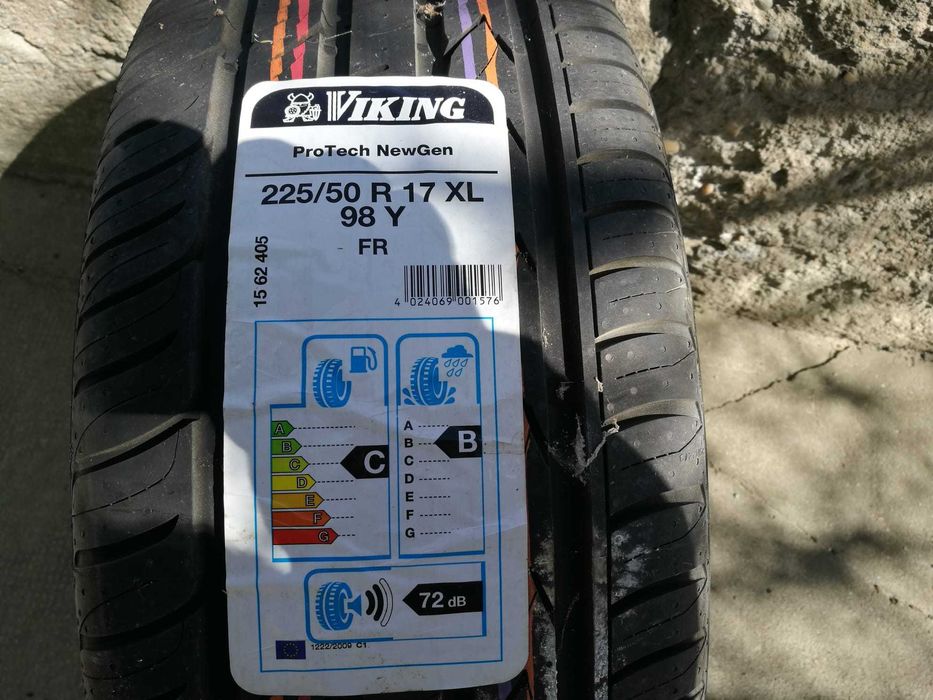 VIKING
ProTech NewGen
225/50 R 17 XL
98 Y
FR
15 62 405
4 024069 001576
A
B
C
D
E
F
G
C
A
B
C
D
E
F
G
B
72 dB
1222/2009 C1